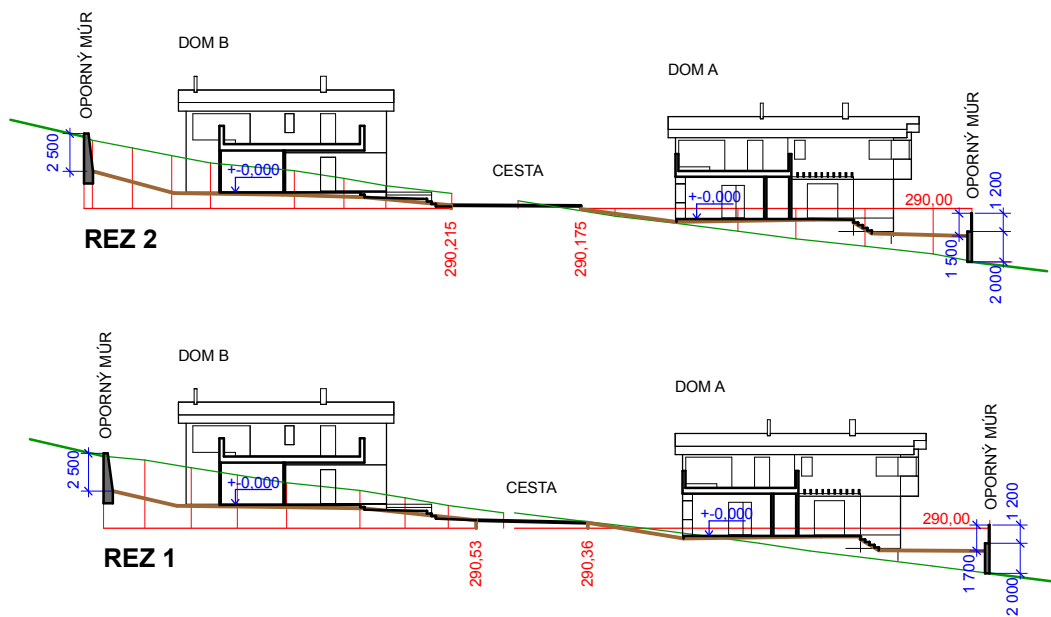 OPORNÝ MÚR
DOM B
DOM A
OPORNÝ MÚR
2 500
+-0,000
CESTA
+-0,000
290,00
1 200
REZ 2
290,215
290,175
1 500
2 000
OPORNÝ MÚR
DOM B
DOM A
OPORNÝ MÚR
2 500
+-0,000
CESTA
+-0,000
290,00
1 200
REZ 1
290,53
290,36
1 700
2 000